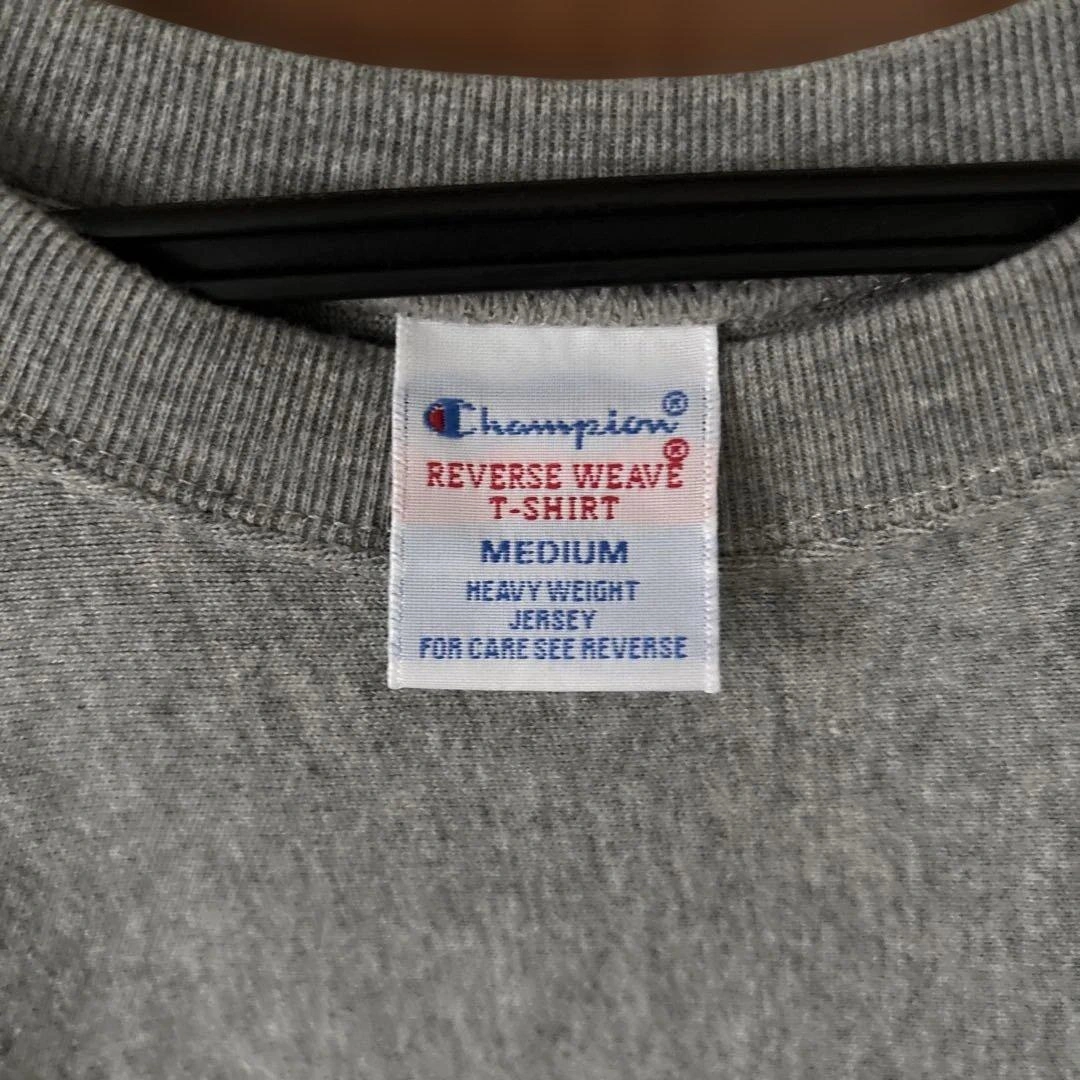 Champion®
REVERSE WEAVE®
T-SHIRT
MEDIUM
HEAVY WEIGHT
JERSEY
FOR CARE SEE REVERSE